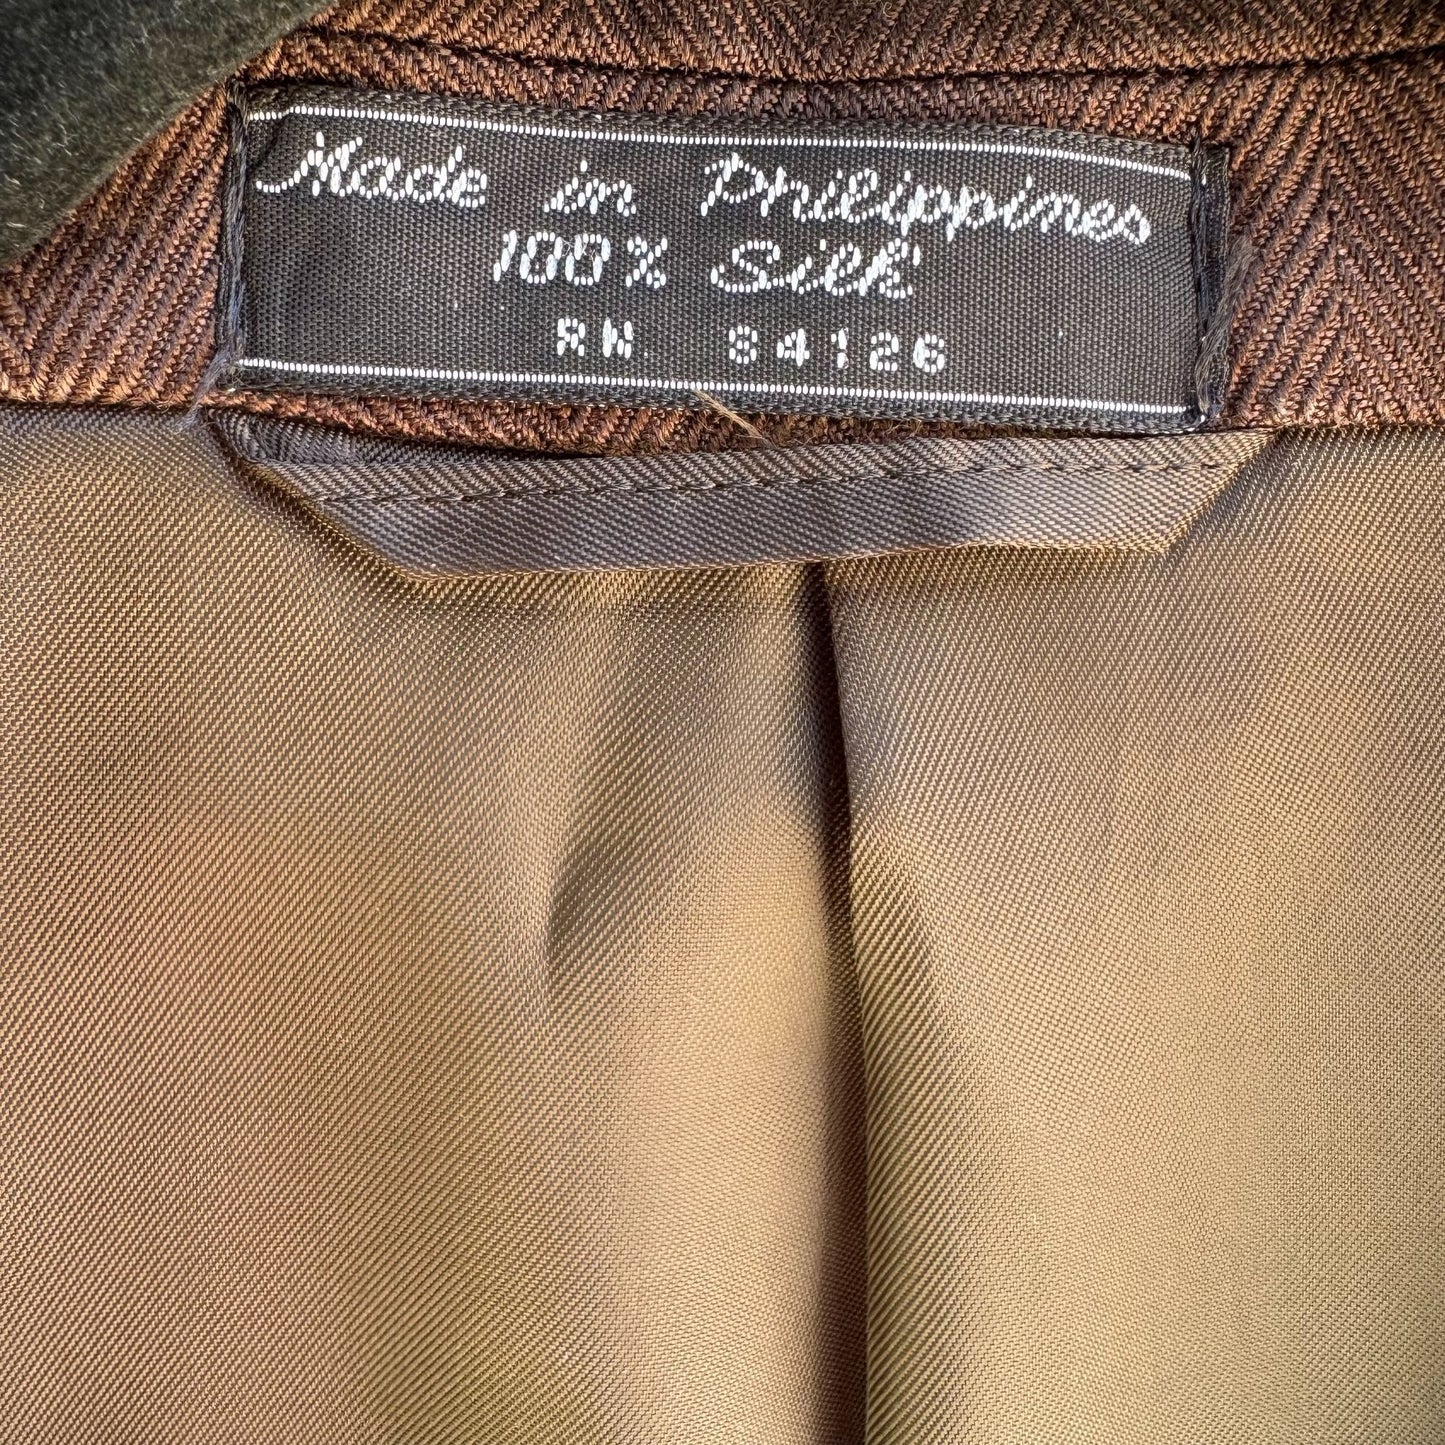 Made in Philippines
100% Silk
RN 84126